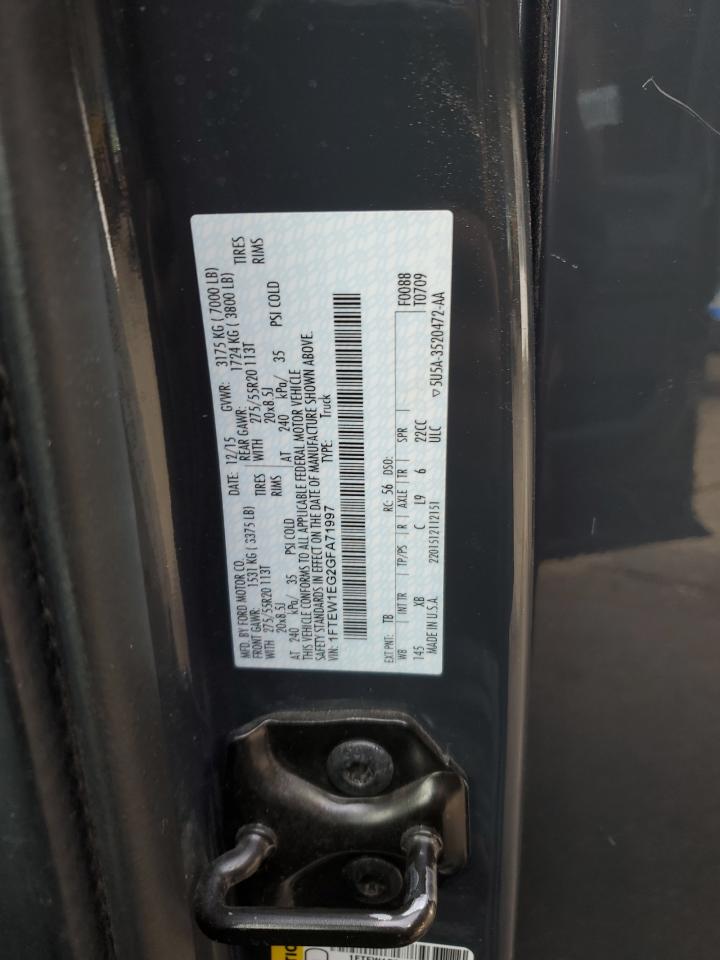 MFD. BY FORD MOTOR CO.
DATE: 12/15 GVWR: 3175 KG ( 7000 LB)
FRONT GAWR: 1531 KG ( 3375 LB) REAR GAWR: 1724 KG ( 3800 LB)
WITH 275/55R20 113T TIRES WITH 275/55R20 113T TIRES
20x8.5J RIMS 20x8.5J RIMS
AT 240 kPa/ 35 PSI COLD AT 240 kPa/ 35 PSI COLD
THIS VEHICLE CONFORMS TO ALL APPLICABLE FEDERAL MOTOR VEHICLE
SAFETY STANDARDS IN EFFECT ON THE DATE OF MANUFACTURE SHOWN ABOVE.
VIN: 1FTEW1EG2GFA71997 TYPE: Truck
EXT PNT: TB RC: 56 DSO: F0088
WB INT TR TP/PS R AXLE TR SPR T0709
145 XB C L9 6 22CC
MADE IN U.S.A. 2201512112151 ULC ▽5U5A-3520472-AA